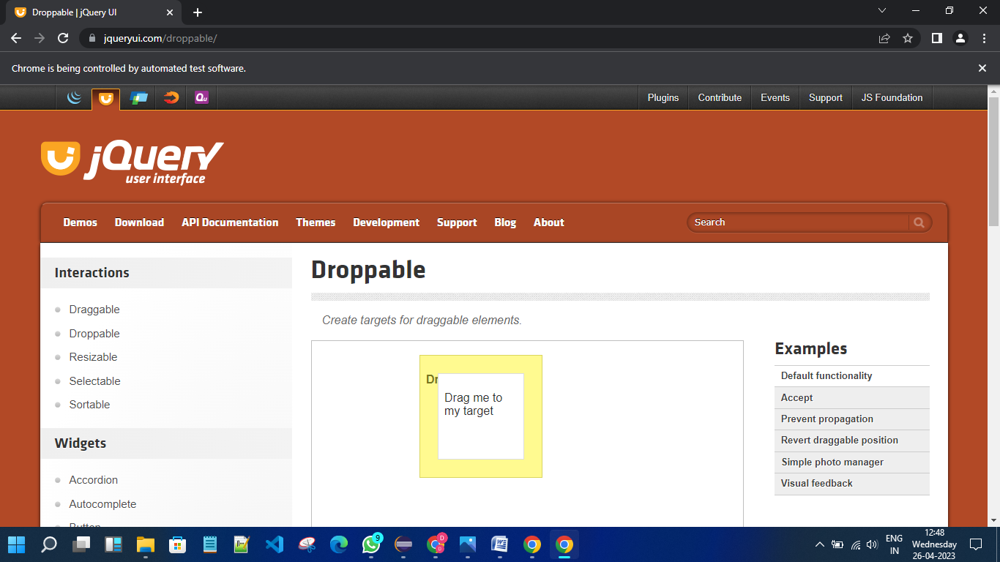 Droppable | jQuery UI
jqueryui.com/droppable/
Chrome is being controlled by automated test software.
Qu
Plugins Contribute Events Support JS Foundation
jQuery
user interface
Demos Download API Documentation Themes Development Support Blog About
Search
Interactions
Draggable
Droppable
Resizable
Selectable
Sortable
Widgets
Accordion
Autocomplete
Button
Droppable
Create targets for draggable elements.
Dr
Drag me to
my target
Examples
Default functionality
Accept
Prevent propagation
Revert draggable position
Simple photo manager
Visual feedback
9
D
D
W
ENG
IN
12:48
Wednesday
26-04-2023